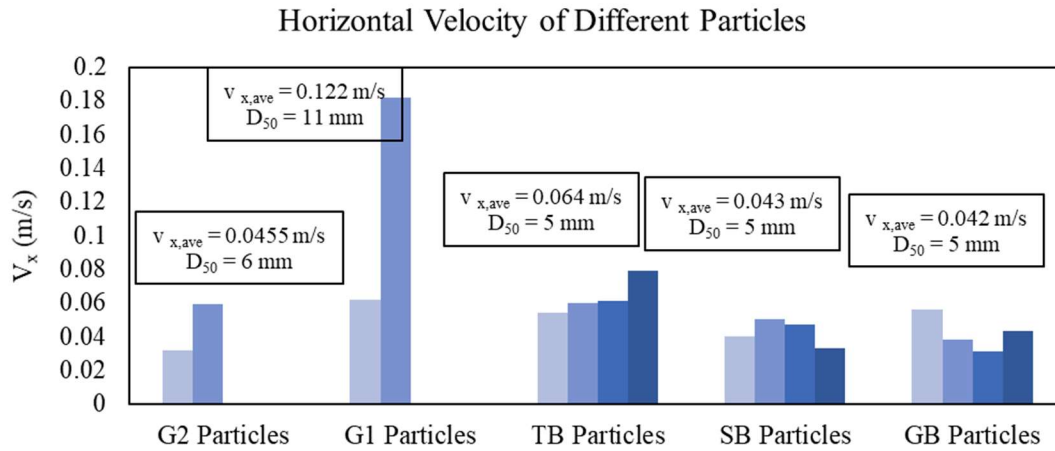 Horizontal Velocity of Different Particles
V_x (m/s)
0.2
0.18
0.16
0.14
0.12
0.1
0.08
0.06
0.04
0.02
0
v x,ave = 0.0455 m/s
D50 = 6 mm
v x,ave = 0.122 m/s
D50 = 11 mm
v x,ave = 0.064 m/s
D50 = 5 mm
v x,ave = 0.043 m/s
D50 = 5 mm
v x,ave = 0.042 m/s
D50 = 5 mm
G2 Particles
G1 Particles
TB Particles
SB Particles
GB Particles